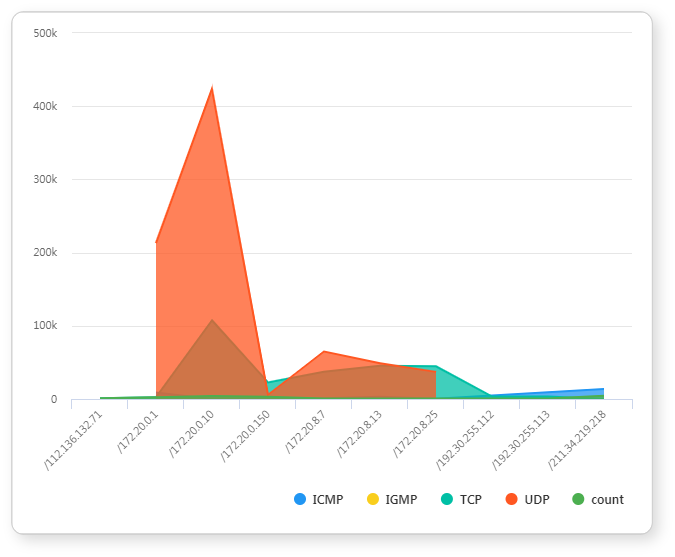 500k
400k
300k
200k
100k
0
/112.136.132.71
/172.20.0.1
/172.20.0.10
/172.20.0.150
/172.20.8.7
/172.20.8.13
/172.20.8.25
/192.30.255.112
/192.30.255.113
/211.34.219.218
ICMP IGMP TCP UDP count